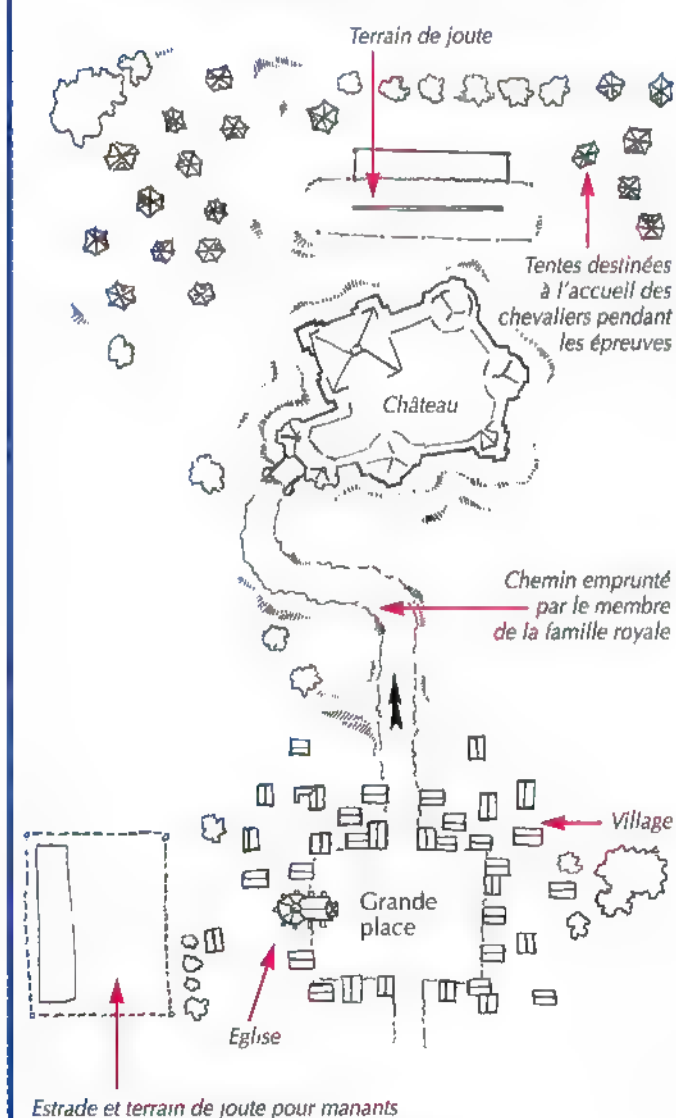 Terrain de joute
Tentes destinées
à l'accueil des
chevaliers pendant
les épreuves
Château
Chemin emprunté
par le membre
de la famille royale
Village
Grande
place
Eglise
Estrade et terrain de joute pour manants